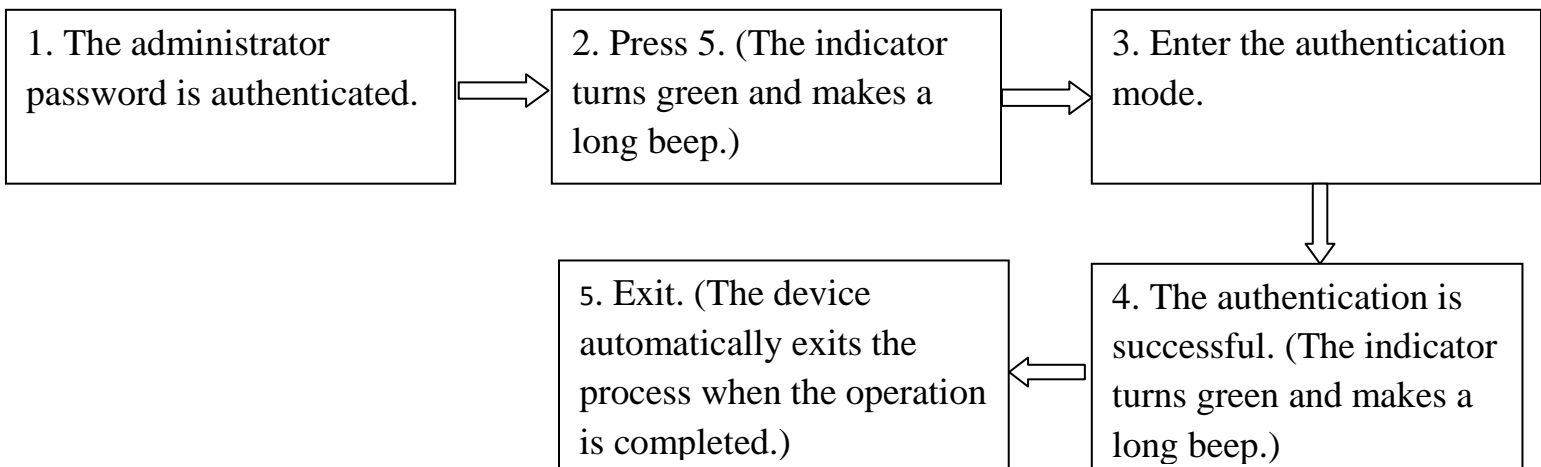 1. The administrator
password is authenticated.
2. Press 5. (The indicator
turns green and makes a
long beep.)
3. Enter the authentication
mode.
4. The authentication is
successful. (The indicator
turns green and makes a
long beep.)
5. Exit. (The device
automatically exits the
process when the operation
is completed.)